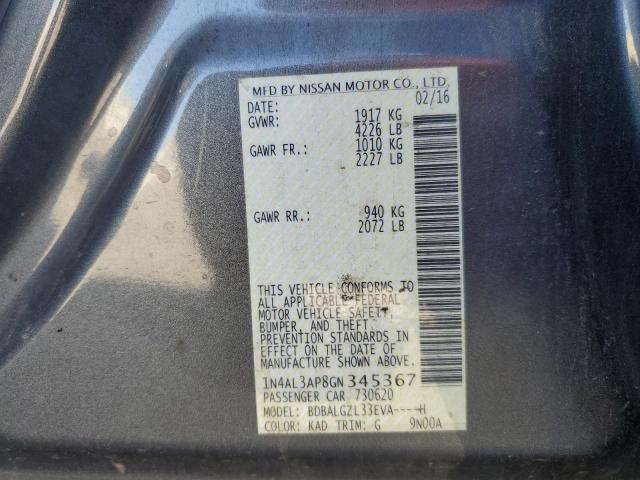 MFD BY NISSAN MOTOR CO., LTD.
DATE: 02/16
GVWR: 1917 KG
4226 LB
GAWR FR.: 1010 KG
2227 LB
GAWR RR.: 940 KG
2072 LB
THIS VEHICLE CONFORMS TO
ALL APPLICABLE FEDERAL
MOTOR VEHICLE SAFETY,
BUMPER, AND THEFT
PREVENTION STANDARDS IN
EFFECT ON THE DATE OF
MANUFACTURE SHOWN ABOVE.
1N4AL3AP8GN345367
PASSENGER CAR 730620
MODEL: BDBALGZL33EVA----H
COLOR: KAD TRIM: G 9N00A